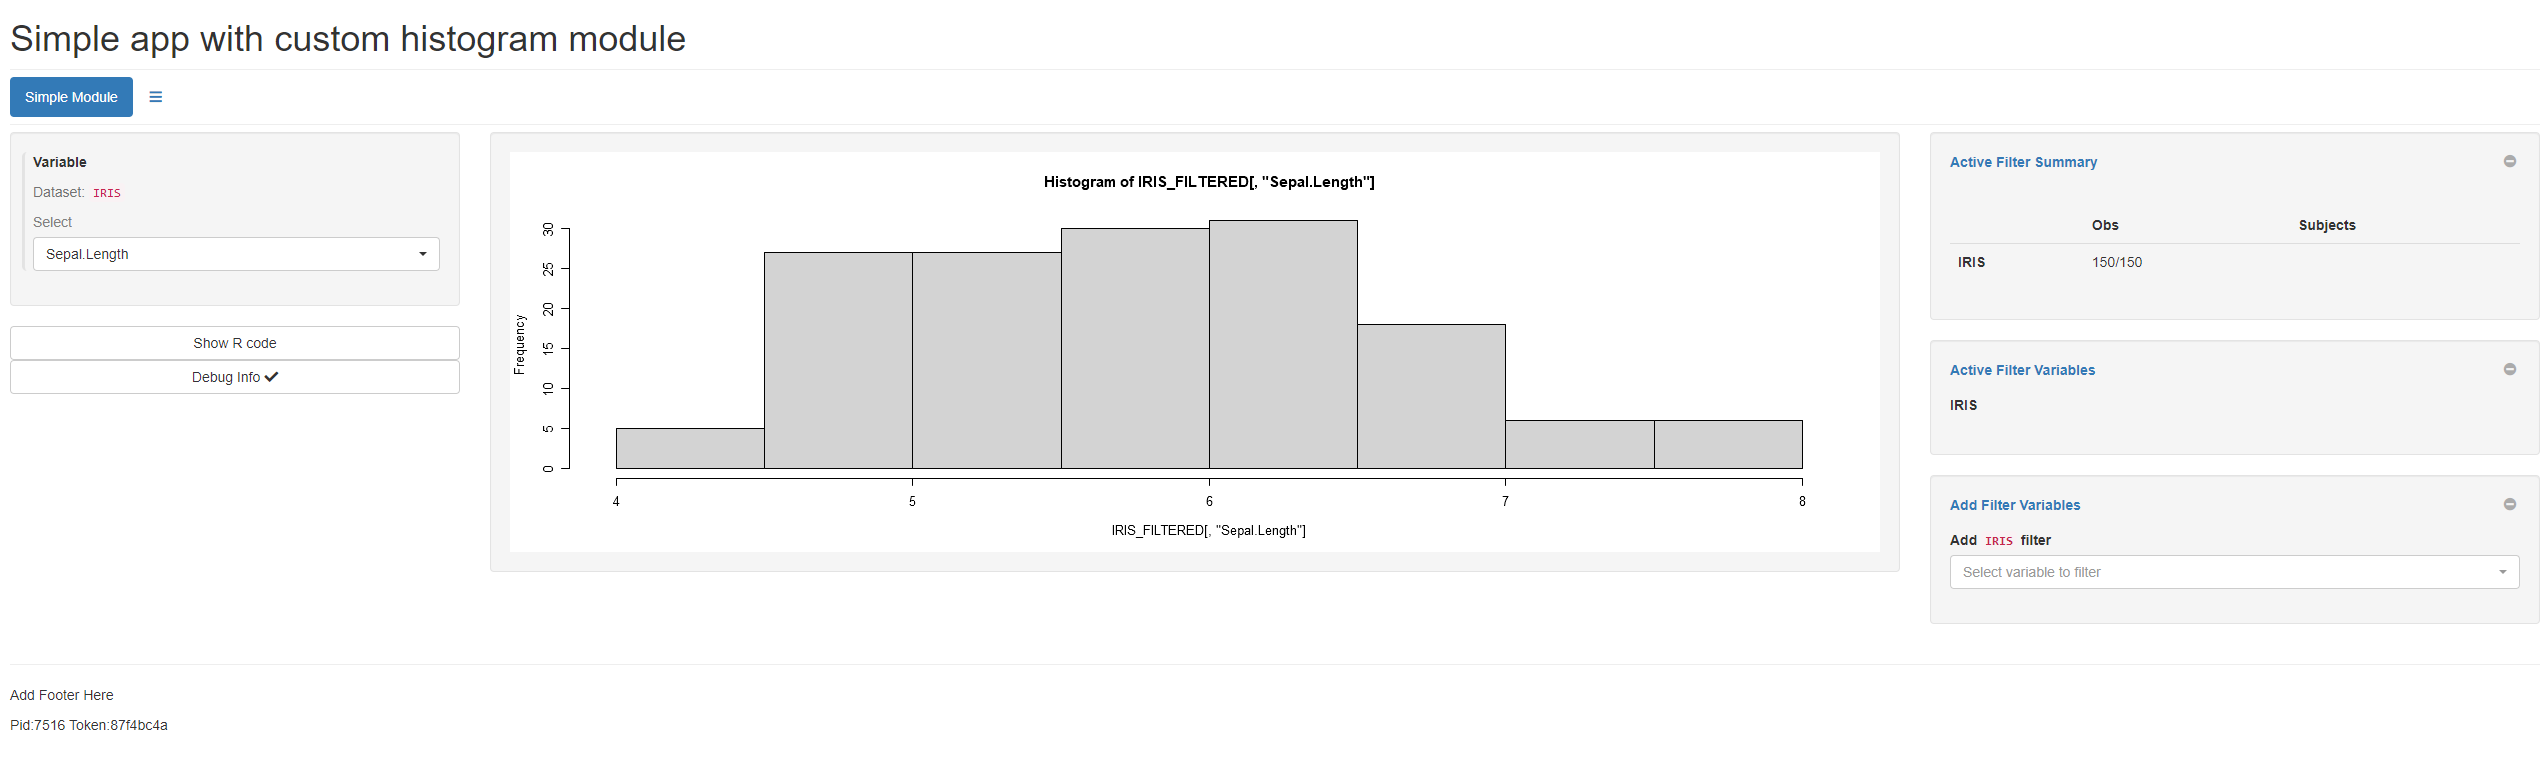 Simple app with custom histogram module
Simple Module
Variable
Dataset: IRIS
Select
Sepal.Length
Show R code
Debug Info
Histogram of IRIS_FILTERED[, "Sepal.Length"]
Frequency
30
25
20
15
10
5
0
4 5 6 7 8
IRIS_FILTERED[, "Sepal.Length"]
Active Filter Summary
Obs Subjects
IRIS 150/150
Active Filter Variables
IRIS
Add Filter Variables
Add IRIS filter
Select variable to filter
Add Footer Here
Pid:7516 Token:87f4bc4a